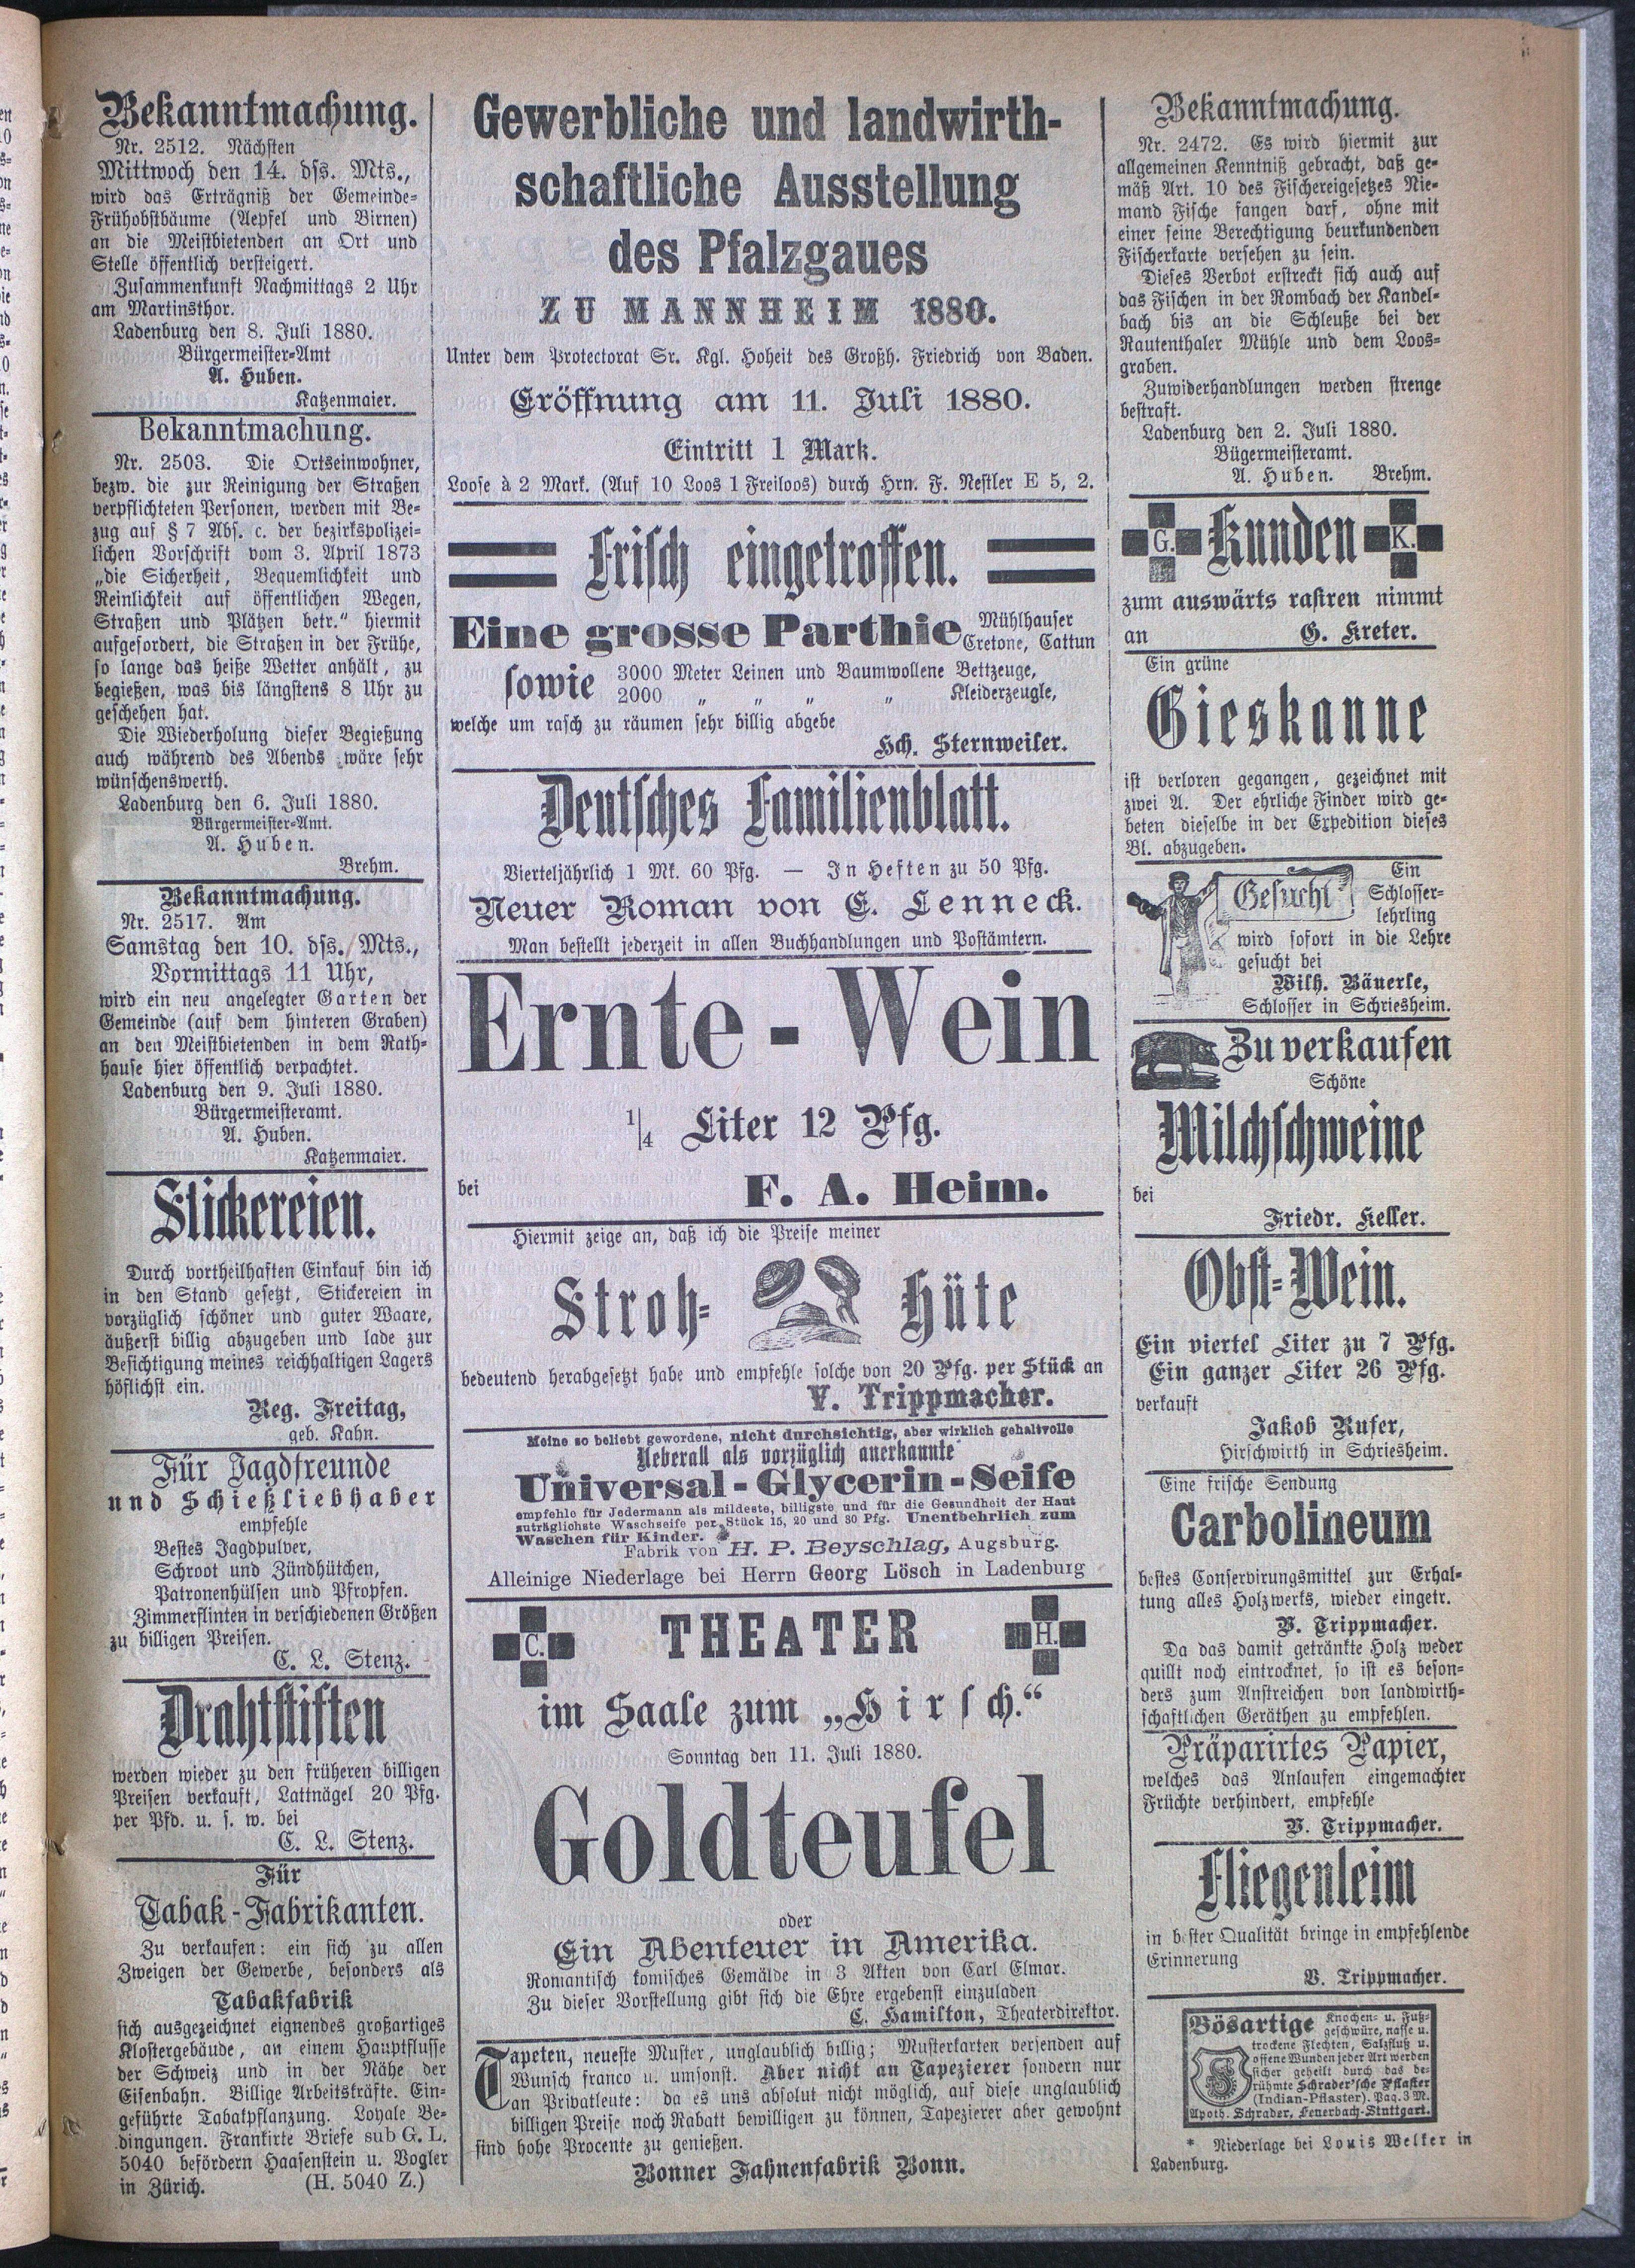 Bekanntmachung.
Nr. 2512. Nächsten
Mittwoch den 14. dss. Mts.,
wird das Erträgniß der Gemeinde-
Frühobstbäume (Aepfel und Birnen)
an die Meistbietenden an Ort und
Stelle öffentlich versteigert.
Zusammenkunft Nachmittags 2 Uhr
am Martinsthor.
Ladenburg den 8. Juli 1880.
Bürgermeister-Amt
A. Huben.
Katzenmaier.
Bekanntmachung.
Nr. 2503. Die Ortseinwohner,
bezw. die zur Reinigung der Straßen
verpflichteten Personen, werden mit Be-
zug auf § 7 Abs. c. der bezirkspolizei-
lichen Vorschrift vom 3. April 1873
„die Sicherheit, Bequemlichkeit und
Reinlichkeit auf öffentlichen Wegen,
Straßen und Plätzen betr.“ hiermit
aufgefordert, die Straßen in der Frühe,
so lange das heiße Wetter anhält, zu
begießen, was bis längstens 8 Uhr zu
geschehen hat.
Die Wiederholung dieser Begießung
auch während des Abends wäre sehr
wünschenswerth.
Ladenburg den 6. Juli 1880.
Bürgermeister-Amt.
A. Huben.
Brehm.
Bekanntmachung.
Nr. 2517. Am
Samstag den 10. dss. Mts.,
Vormittags 11 Uhr,
wird ein neu angelegter Garten der
Gemeinde (auf dem hinteren Graben)
an den Meistbietenden in dem Rath-
hause hier öffentlich verpachtet.
Ladenburg den 9. Juli 1880.
Bürgermeisteramt.
A. Huben.
Katzenmaier.
Stickereien.
Durch vortheilhaften Einkauf bin ich
in den Stand gesetzt, Stickereien in
vorzüglich schöner und guter Waare,
äußerst billig abzugeben und lade zur
Besichtigung meines reichhaltigen Lagers
höflichst ein.
Reg. Freitag,
geb. Kahn.
Für Jagdfreunde
und Schießliebhaber
empfehle
Bestes Jagdpulver,
Schroot und Zündhütchen,
Patronenhülsen und Pfropfen.
Zimmerflinten in verschiedenen Größen
zu billigen Preisen.
C. L. Stenz.
Drahtstiften
werden wieder zu den früheren billigen
Preisen verkauft, Lattnägel 20 Pfg.
per Pfd. u. s. w. bei
C. L. Stenz.
Für
Tabak-Fabrikanten.
Zu verkaufen: ein sich zu allen
Zweigen der Gewerbe, besonders als
Tabakfabrik
sich ausgezeichnet eignendes großartiges
Klostergebäude, an einem Hauptflusse
der Schweiz und in der Nähe der
Eisenbahn. Billige Arbeitskräfte. Ein-
geführte Tabakpflanzung. Loyale Be-
dingungen. Frankirte Briefe sub G. L.
5040 befördern Haasenstein u. Vogler
in Zürich. (H. 5040 Z.)
Gewerbliche und landwirth-
schaftliche Ausstellung
des Pfalzgaues
ZU MANNHEIM 1880.
Unter dem Protectorat Sr. Kgl. Hoheit des Großh. Friedrich von Baden.
Eröffnung am 11. Juli 1880.
Eintritt 1 Mark.
Loose à 2 Mark. (Auf 10 Loos 1 Freiloos) durch Hrn. F. Nestler E 5, 2.
Frisch eingetroffen.
Eine grosse Parthie Mühlhauser
Cretone, Cattun
sowie 3000 Meter Leinen und Baumwollene Bettzeuge,
2000 „ „ „ Kleiderzeugle,
welche um rasch zu räumen sehr billig abgebe
Hch. Sternweiler.
Deutsches Familienblatt.
Vierteljährlich 1 Mk. 60 Pfg. — In Heften zu 50 Pfg.
Neuer Roman von E. Lenneck.
Man bestellt jederzeit in allen Buchhandlungen und Postämtern.
Ernte-Wein
1/4 Liter 12 Pfg.
bei F. A. Heim.
Hiermit zeige an, daß ich die Preise meiner
Stroh- Hüte
bedeutend herabgesetzt habe und empfehle solche von 20 Pfg. per Stück an
V. Trippmacher.
Meine so beliebt gewordene, nicht durchsichtig, aber wirklich gehaltvolle
Ueberall als vorzüglich anerkannte
Universal-Glycerin-Seife
empfehle für Jedermann als mildeste, billigste und für die Gesundheit der Haut
zuträglichste Waschseife per Stück 15, 20 und 30 Pfg. Unentbehrlich zum
Waschen für Kinder.
Fabrik von H. P. Beyschlag, Augsburg.
Alleinige Niederlage bei Herrn Georg Lösch in Ladenburg
C. THEATER H.
im Saale zum „Hirsch.“
Sonntag den 11. Juli 1880.
Goldteufel
oder
Ein Abenteuer in Amerika.
Romantisch komisches Gemälde in 3 Akten von Carl Elmar.
Zu dieser Vorstellung gibt sich die Ehre ergebenst einzuladen
C. Hamilton, Theaterdirektor.
Tapeten, neueste Muster, unglaublich billig; Musterkarten versenden auf
Wunsch franco u. umsonst. Aber nicht an Tapezierer sondern nur
an Privatleute: da es uns absolut nicht möglich, auf diese unglaublich
billigen Preise noch Rabatt bewilligen zu können, Tapezierer aber gewohnt
sind hohe Procente zu genießen.
Bonner Fahnenfabrik Bonn.
Bekanntmachung.
Nr. 2472. Es wird hiermit zur
allgemeinen Kenntniß gebracht, daß ge-
mäß Art. 10 des Fischereigesetzes Nie-
mand Fische fangen darf, ohne mit
einer seine Berechtigung beurkundenden
Fischerkarte versehen zu sein.
Dieses Verbot erstreckt sich auch auf
das Fischen in der Rombach der Kandel-
bach bis an die Schleuße bei der
Rautenthaler Mühle und dem Loos-
graben.
Zuwiderhandlungen werden strenge
bestraft.
Ladenburg den 2. Juli 1880.
Bügermeisteramt.
A. Huben. Brehm.
G. Kunden K.
zum auswärts rasiren nimmt
an G. Kreter.
Ein grüne
Gieskanne
ist verloren gegangen, gezeichnet mit
zwei A. Der ehrliche Finder wird ge-
beten dieselbe in der Expedition dieses
Bl. abzugeben.
Gesucht Ein
Schlosser-
lehrling
wird sofort in die Lehre
gesucht bei
Wilh. Bäuerle,
Schlosser in Schriesheim.
Zu verkaufen
Schöne
Milchschweine
bei
Friedr. Keller.
Obst-Wein.
Ein viertel Liter zu 7 Pfg.
Ein ganzer Liter 26 Pfg.
verkauft
Jakob Rufer,
Hirschwirth in Schriesheim.
Eine frische Sendung
Carbolineum
bestes Conservirungsmittel zur Erhal-
tung alles Holzwerks, wieder eingetr.
V. Trippmacher.
Da das damit getränkte Holz weder
quillt noch eintrocknet, so ist es beson-
ders zum Anstreichen von landwirth-
schaftlichen Geräthen zu empfehlen.
Präparirtes Papier,
welches das Anlaufen eingemachter
Früchte verhindert, empfehle
V. Trippmacher.
Fliegenleim
in bester Qualität bringe in empfehlende
Erinnerung
V. Trippmacher.
Bösartige Knochen- u. Fuß-
geschwüre, nasse u.
trockene Flechten, Salzfluß u.
offene Wunden jeder Art werden
sicher geheilt durch das be-
rühmte Schrader'sche Pflaster
(Indian-Pflaster). Paq. 3 M.
Apoth. Schrader, Feuerbach-Stuttgart.
* Niederlage bei Louis Welker in
Ladenburg.